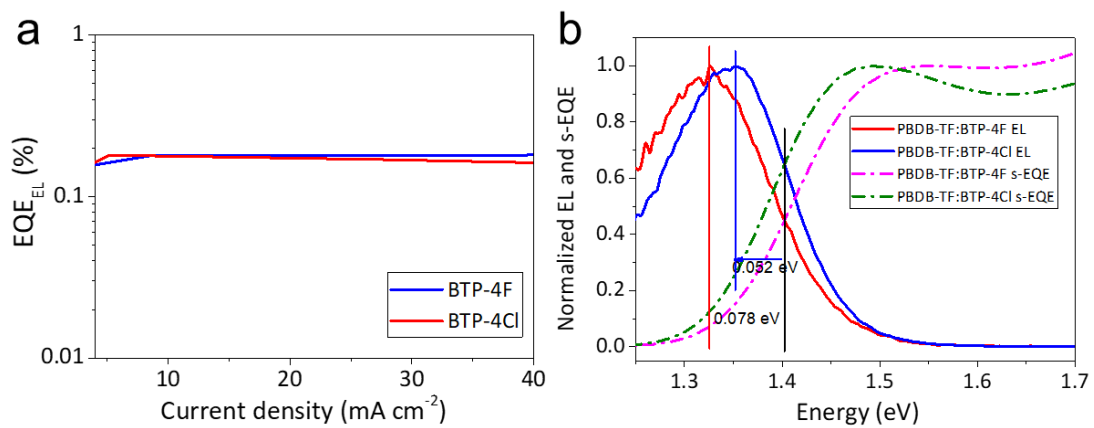 a
1
0.1
0.01
EQE_EL (%)
BTP-4F
BTP-4Cl
10
20
30
40
Current density (mA cm⁻²)
b
1.0
0.8
0.6
0.4
0.2
0.0
Normalized EL and s-EQE
PBDB-TF:BTP-4F EL
PBDB-TF:BTP-4Cl EL
PBDB-TF:BTP-4F s-EQE
PBDB-TF:BTP-4Cl s-EQE
0.052 eV
0.078 eV
1.3
1.4
1.5
1.6
1.7
Energy (eV)